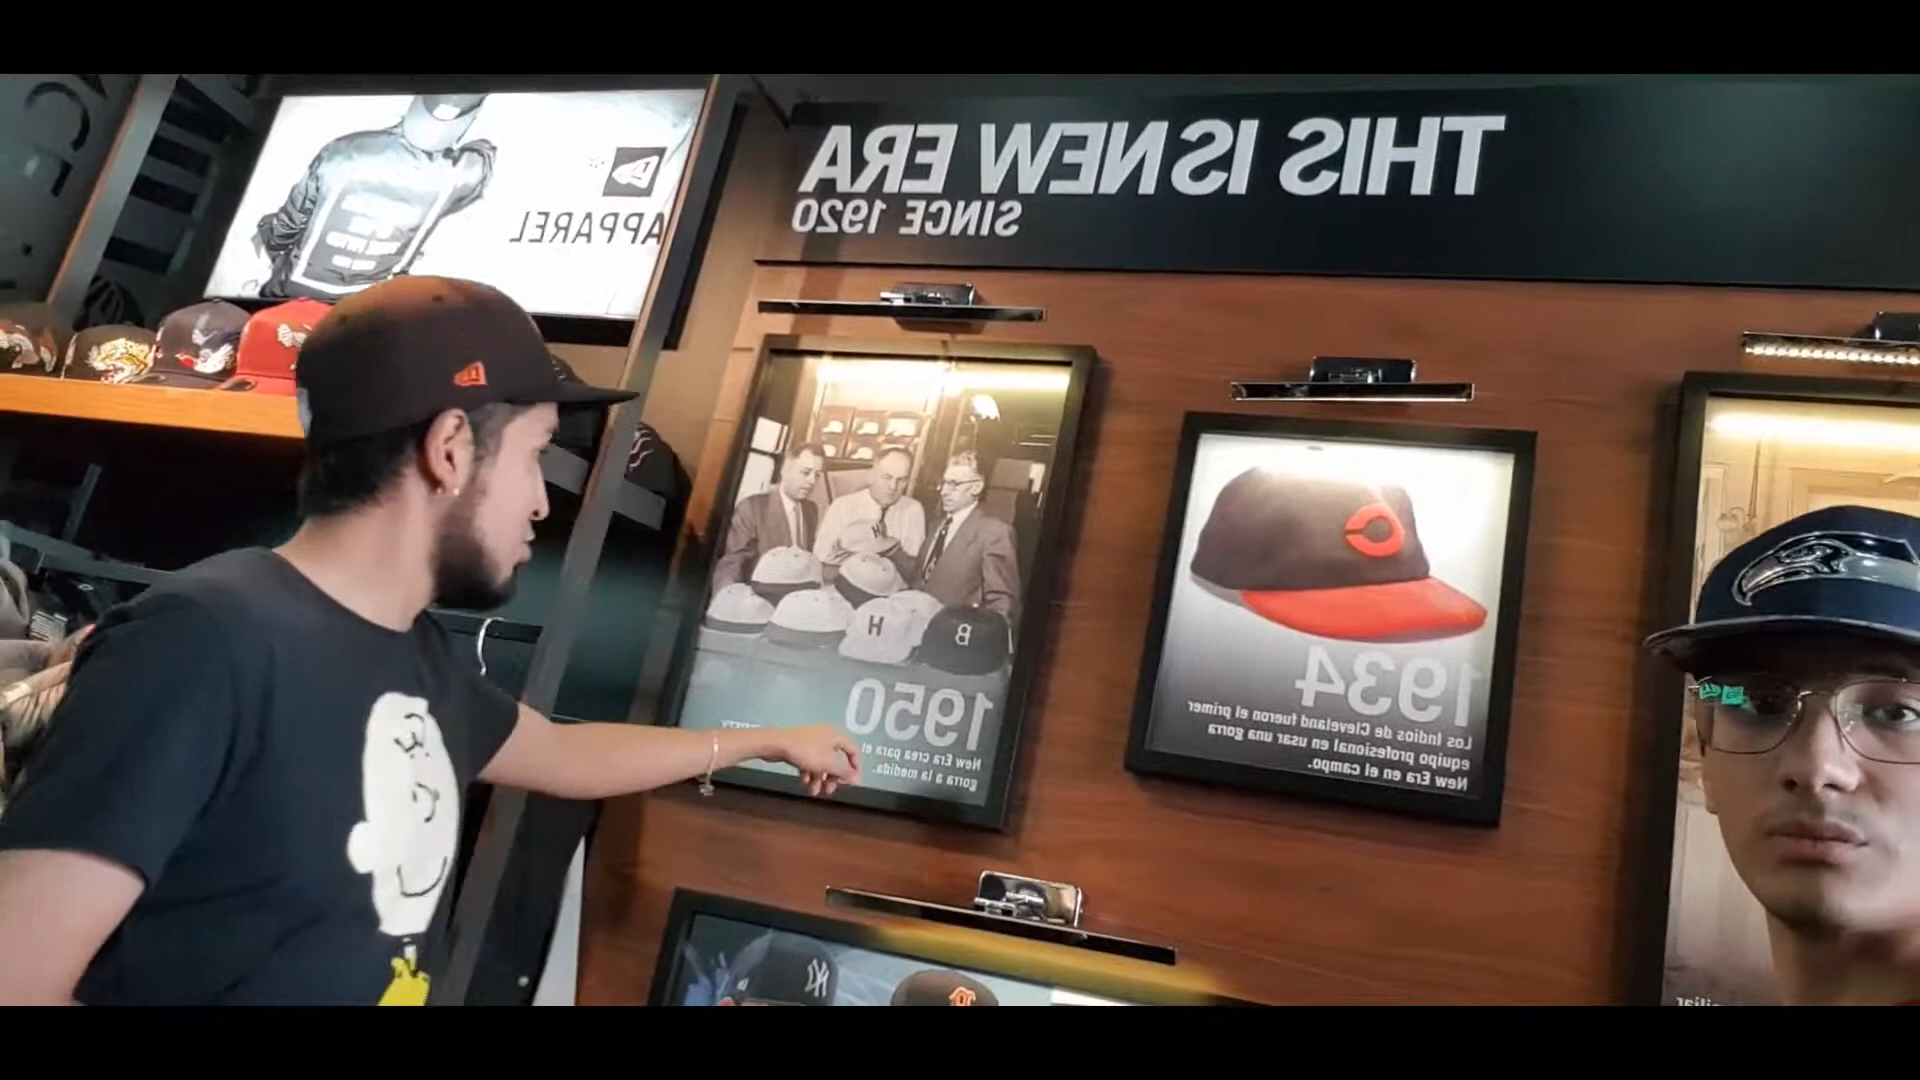 THIS IS NEW ERA
SINCE 1920
APPAREL
1950
New Era crea para el
gorra a la medida.
1934
Los Indios de Cleveland fueron el primer
equipo profesional en usar una gorra
New Era en el campo.
H
B
NY